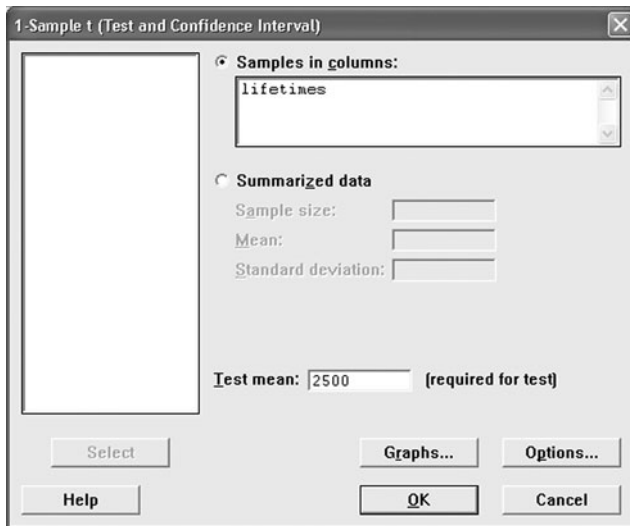 1-Sample t (Test and Confidence Interval)
Samples in columns:
lifetimes
Summarized data
Sample size:
Mean:
Standard deviation:
Test mean: 2500 (required for test)
Select Graphs... Options...
Help OK Cancel